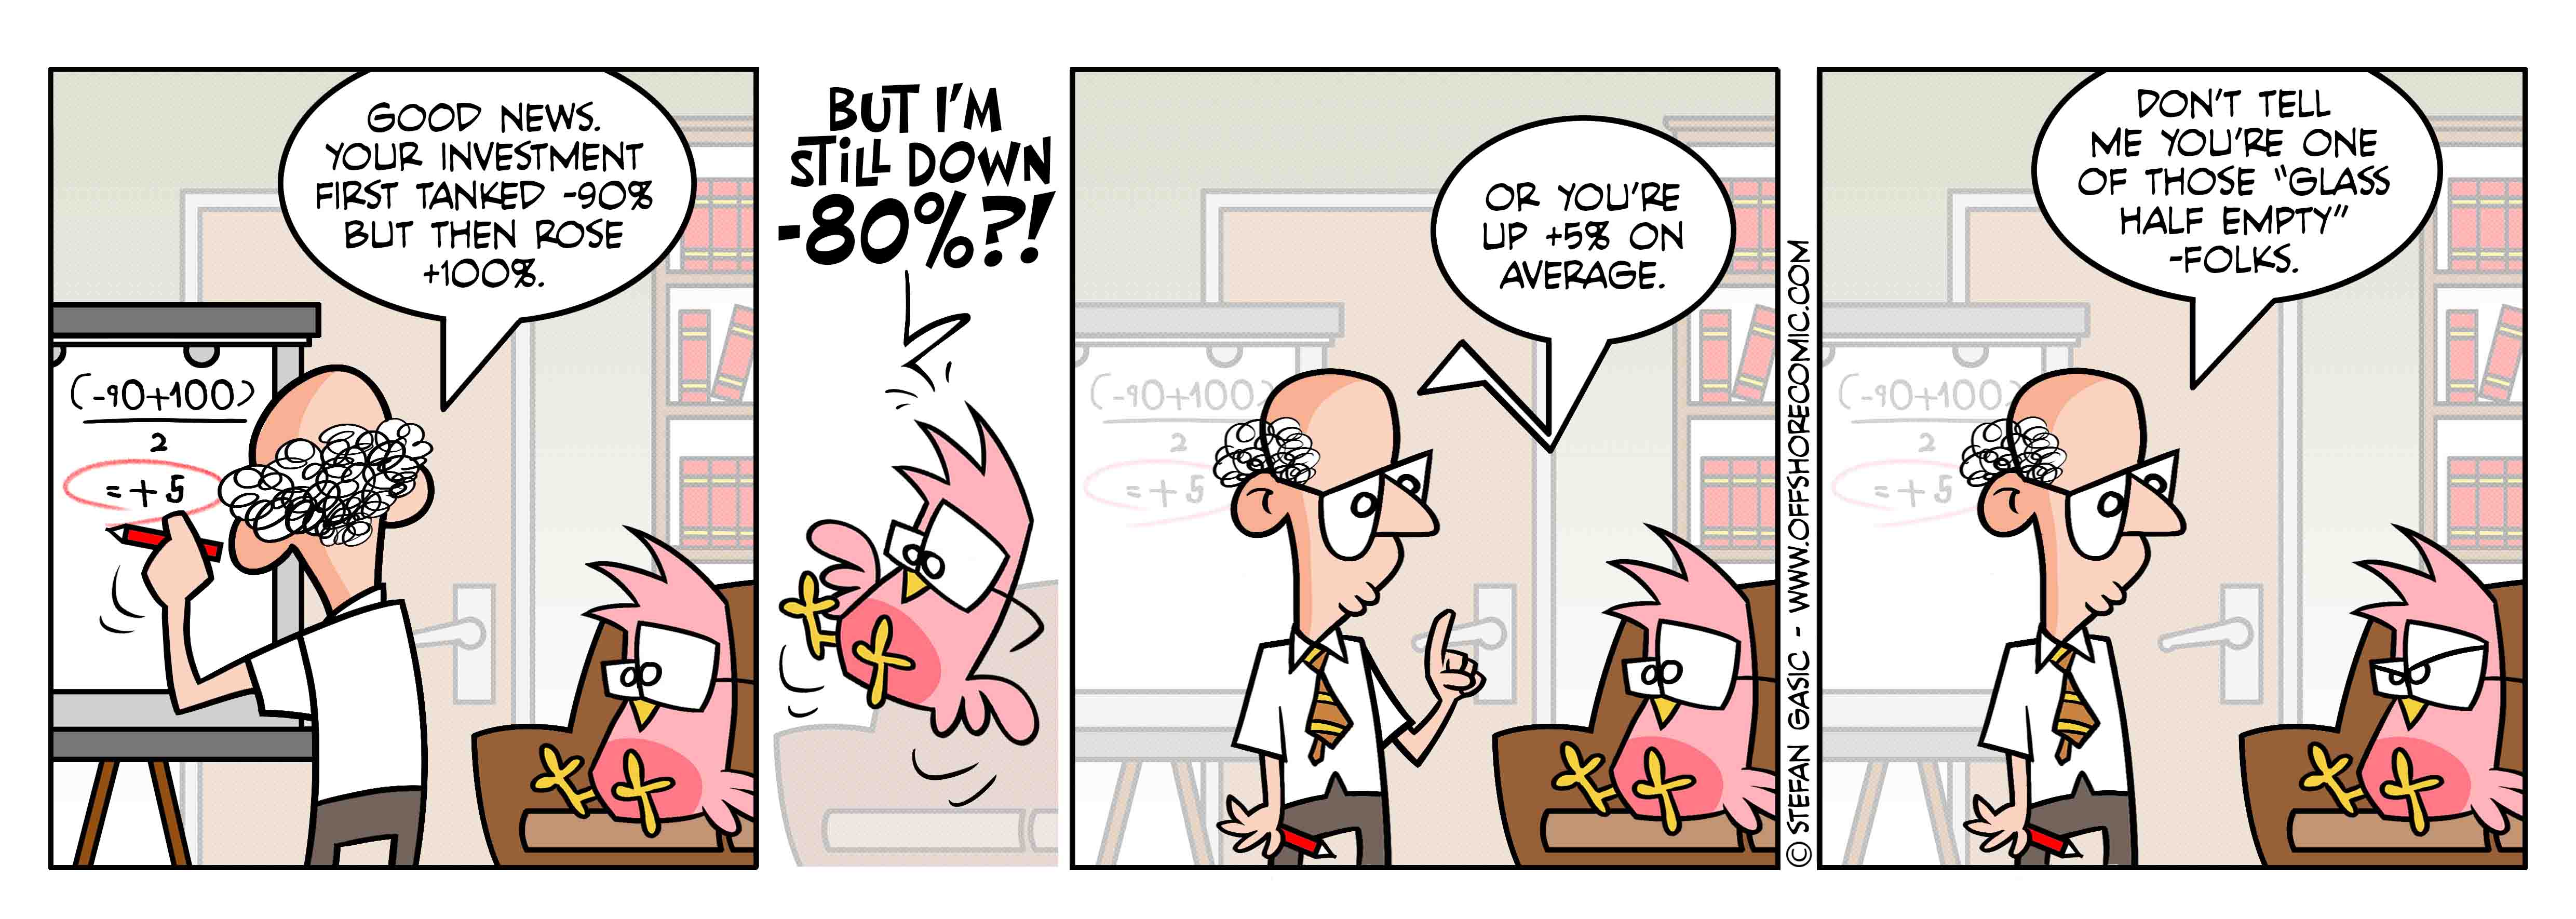 GOOD NEWS.
YOUR INVESTMENT
FIRST TANKED -90%
BUT THEN ROSE
+100%.
(-90+100)
2
=+5
BUT I'M
STILL DOWN
-80%?!
OR YOU'RE
UP +5% ON
AVERAGE.
(-90+100)
2
=+5
© STEFAN GASIC - WWW.OFFSHORECOMIC.COM
DON'T TELL
ME YOU'RE ONE
OF THOSE "GLASS
HALF EMPTY"
-FOLKS.
(-90+100)
2
=+5